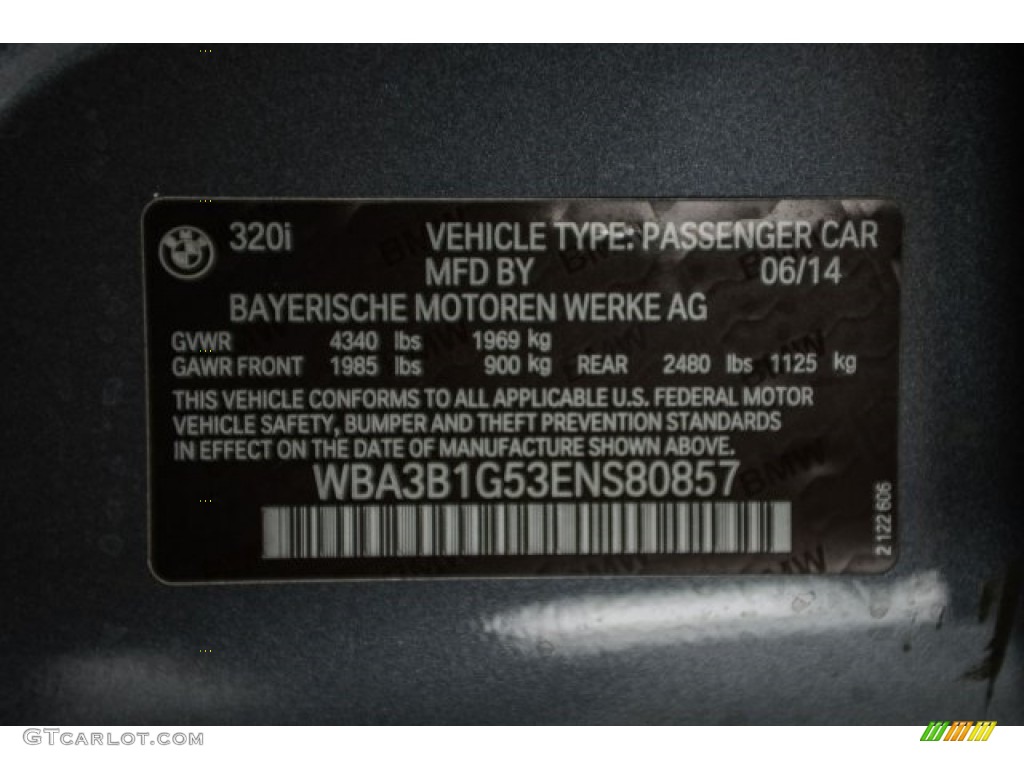 320i VEHICLE TYPE: PASSENGER CAR
MFD BY 06/14
BAYERISCHE MOTOREN WERKE AG
GVWR 4340 lbs 1969 kg
GAWR FRONT 1985 lbs 900 kg REAR 2480 lbs 1125 kg
THIS VEHICLE CONFORMS TO ALL APPLICABLE U.S. FEDERAL MOTOR
VEHICLE SAFETY, BUMPER AND THEFT PREVENTION STANDARDS
IN EFFECT ON THE DATE OF MANUFACTURE SHOWN ABOVE.
WBA3B1G53ENS80857
2 122 606
GTCARLOT.COM